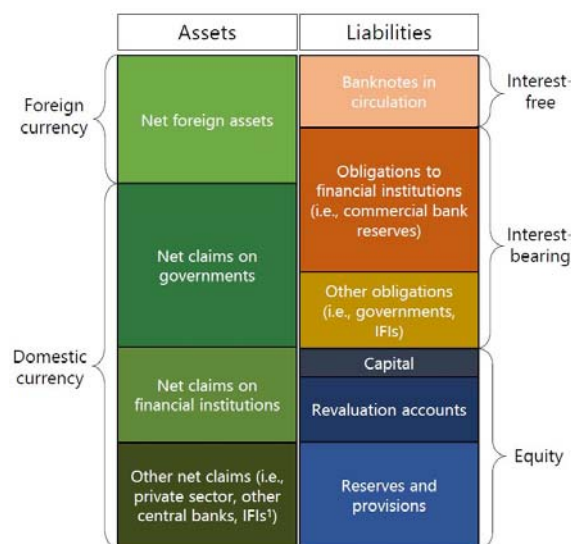 Assets
Liabilities
Foreign
currency
Net foreign assets
Banknotes in
circulation
Interest-
free
Obligations to
financial institutions
(i.e., commercial bank
reserves)
Net claims on
governments
Interest-
bearing
Other obligations
(i.e., governments,
IFIs)
Domestic
currency
Net claims on
financial institutions
Capital
Revaluation accounts
Equity
Other net claims (i.e.,
private sector, other
central banks, IFIs¹)
Reserves and
provisions